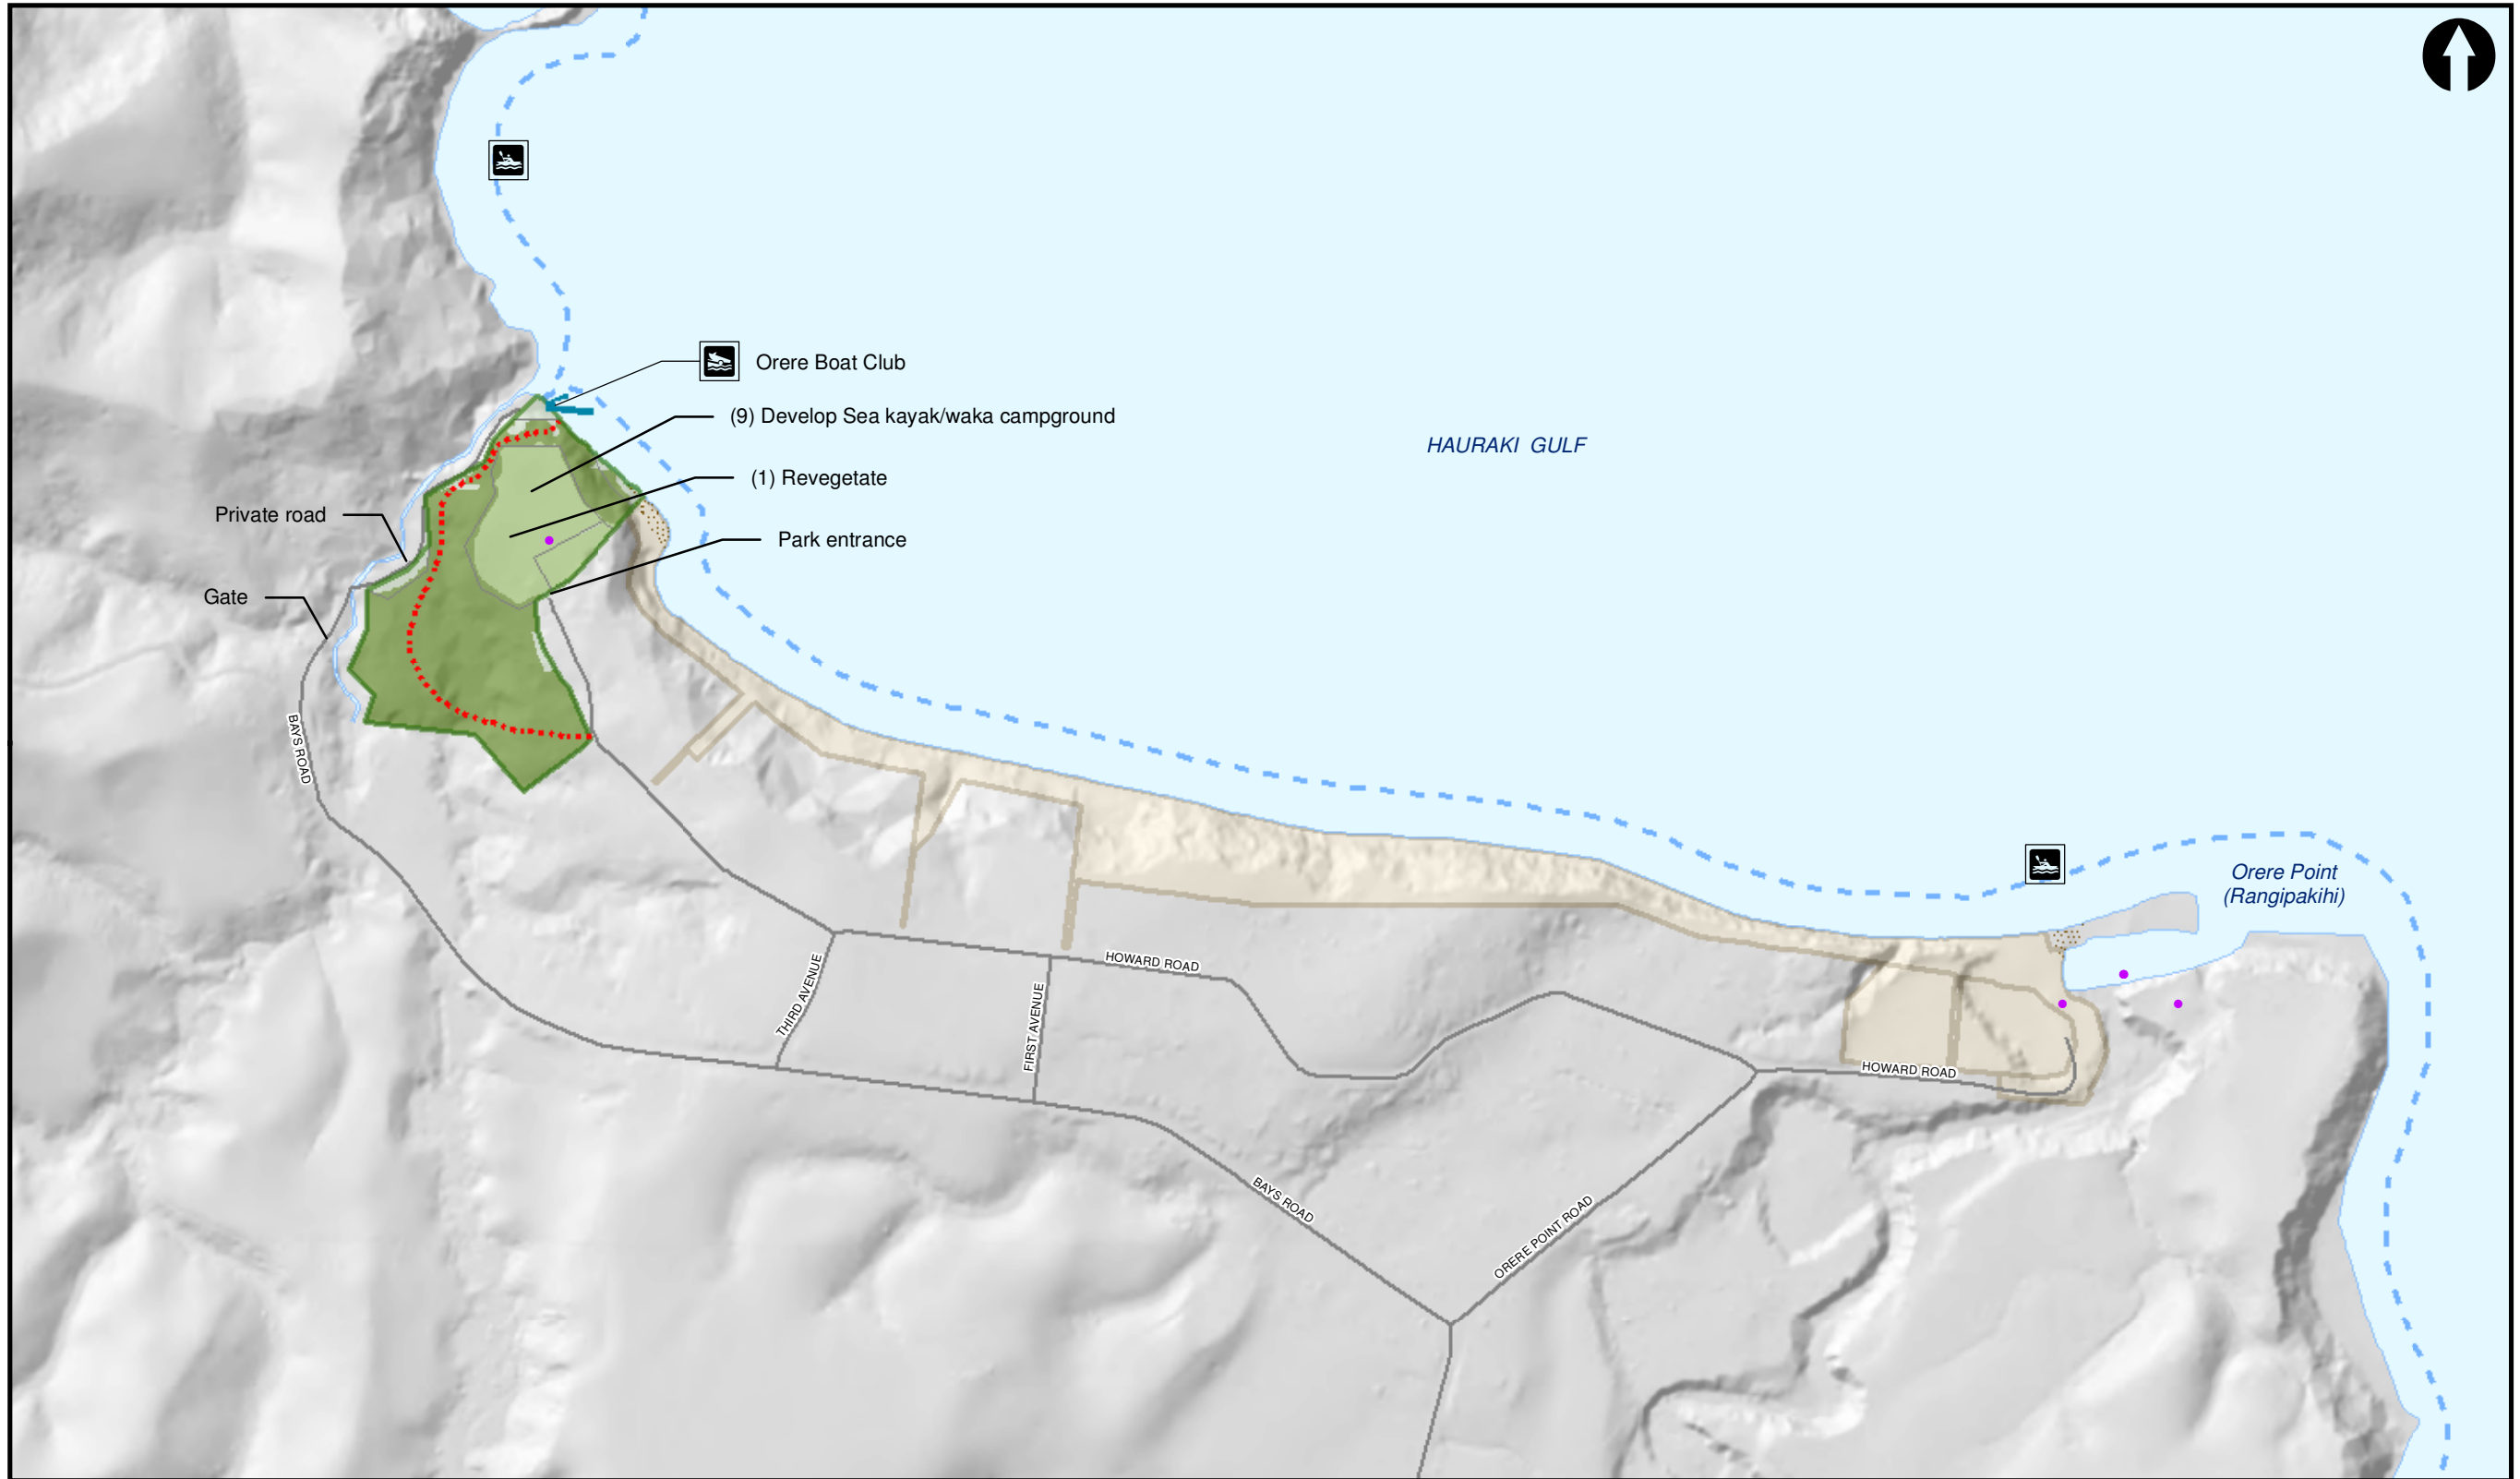 Orere Boat Club
(9) Develop Sea kayak/waka campground
HAURAKI GULF
(1) Revegetate
Private road
Park entrance
Gate
BAYS ROAD
Orere Point
(Rangipakihi)
THIRD AVENUE
FIRST AVENUE
HOWARD ROAD
HOWARD ROAD
BAYS ROAD
ORERE POINT ROAD